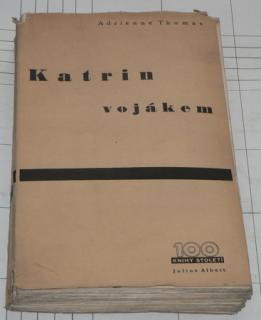 Adrienne Thomas
Katrin
vojákem
100
KNIHY STOLETÍ
Julius Albert